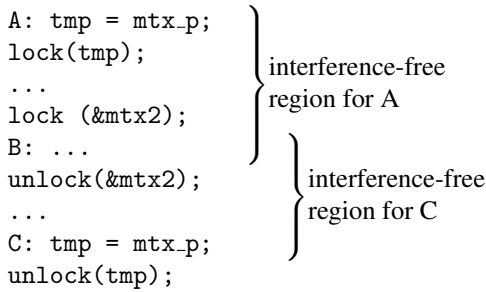 A: tmp = mtx_p;
lock(tmp);
...
lock (&mtx2);
B: ...
unlock(&mtx2);
...
C: tmp = mtx_p;
unlock(tmp);
interference-free
region for A
interference-free
region for C